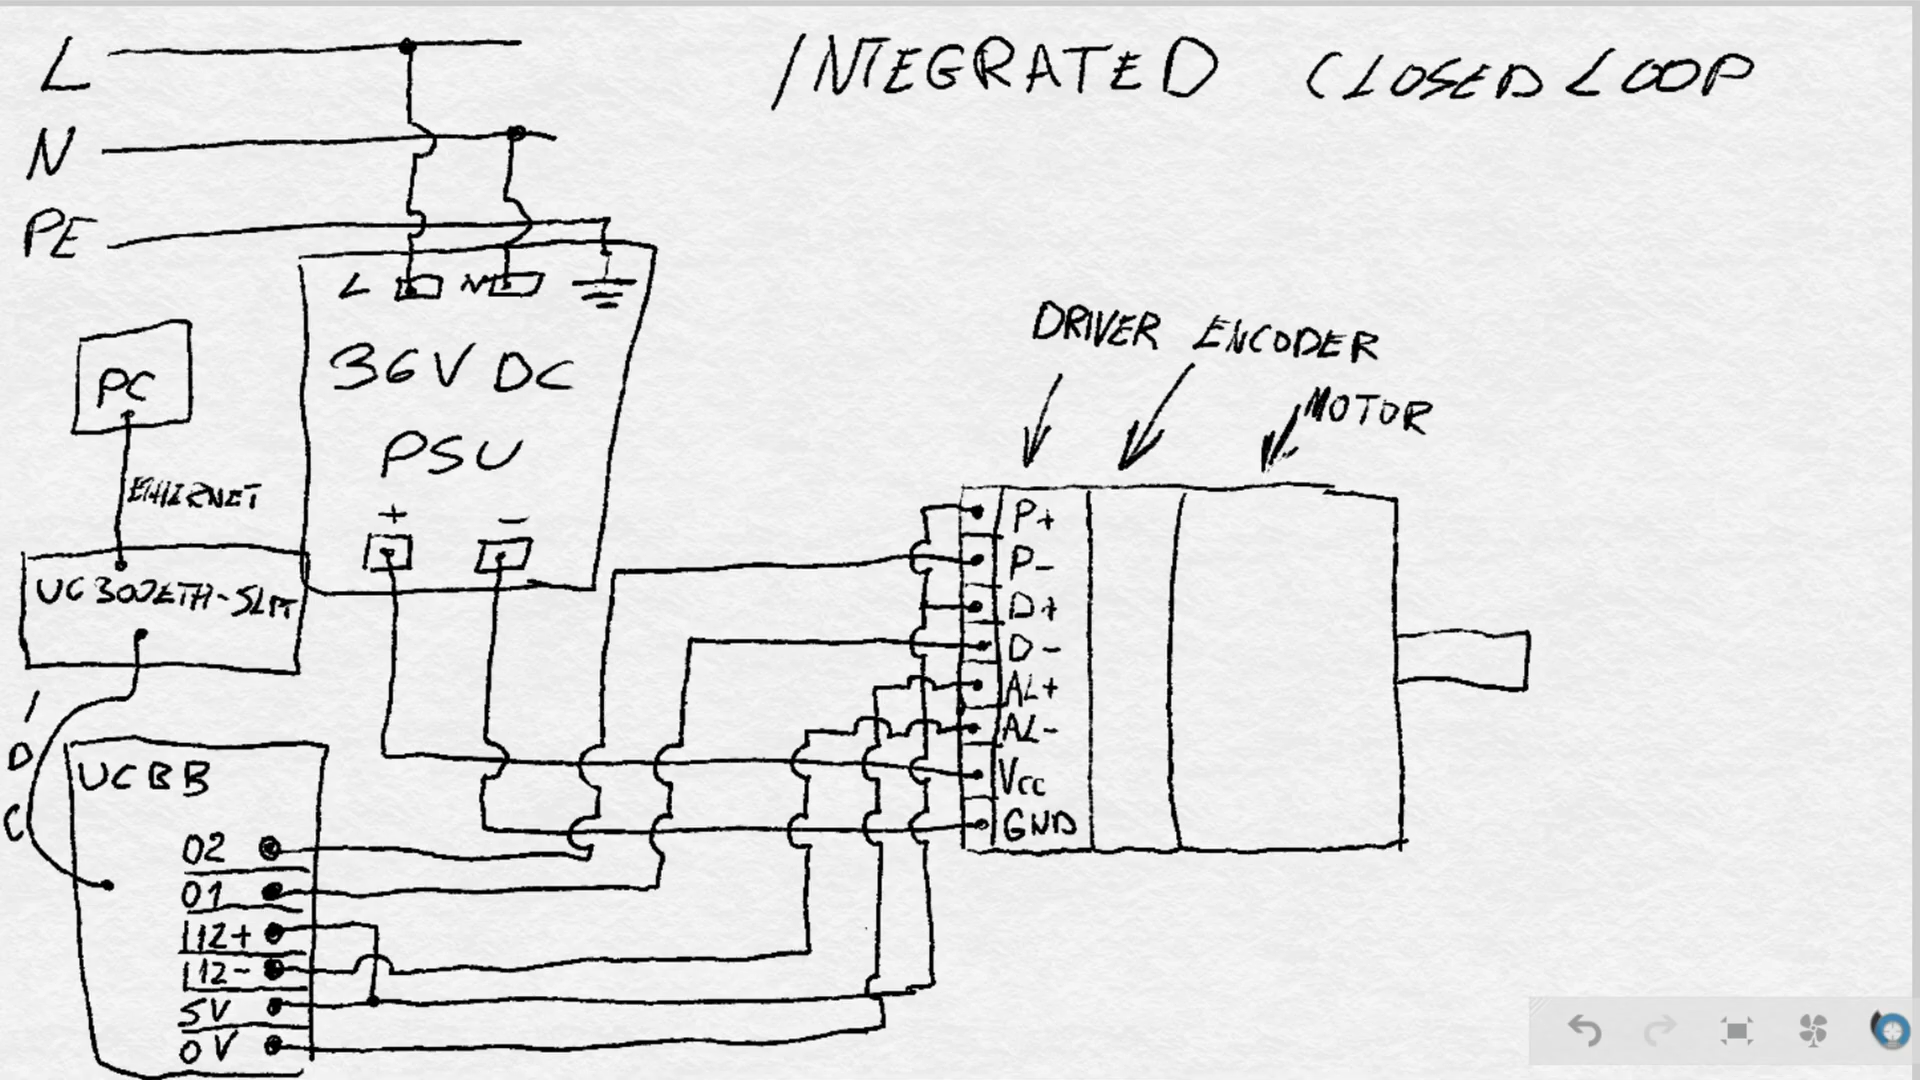 L
INTEGRATED CLOSED LOOP
N
PE
L N
36V DC
PSU
+ -
PC
ETHERNET
UC300ETH-5LPT
I
D
C
UCBB
O2
O1
I12+
I12-
5V
0V
DRIVER ENCODER
MOTOR
P+
P-
D+
D-
AL+
AL-
Vcc
GND